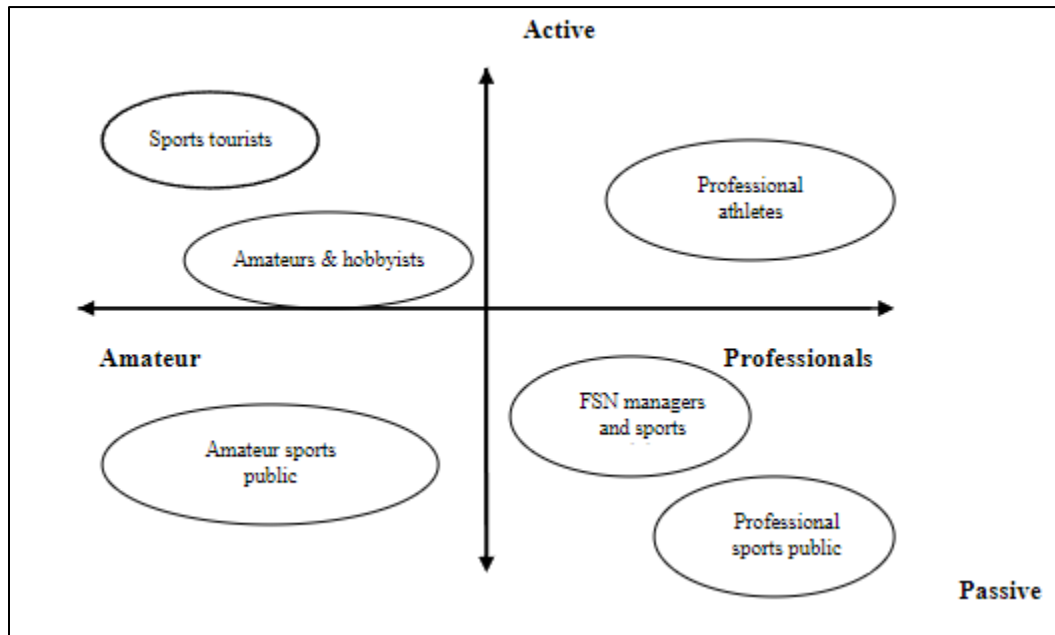 Active
Sports tourists
Professional
athletes
Amateurs & hobbyists
Amateur
Professionals
FSN managers
and sports
Amateur sports
public
Professional
sports public
Passive